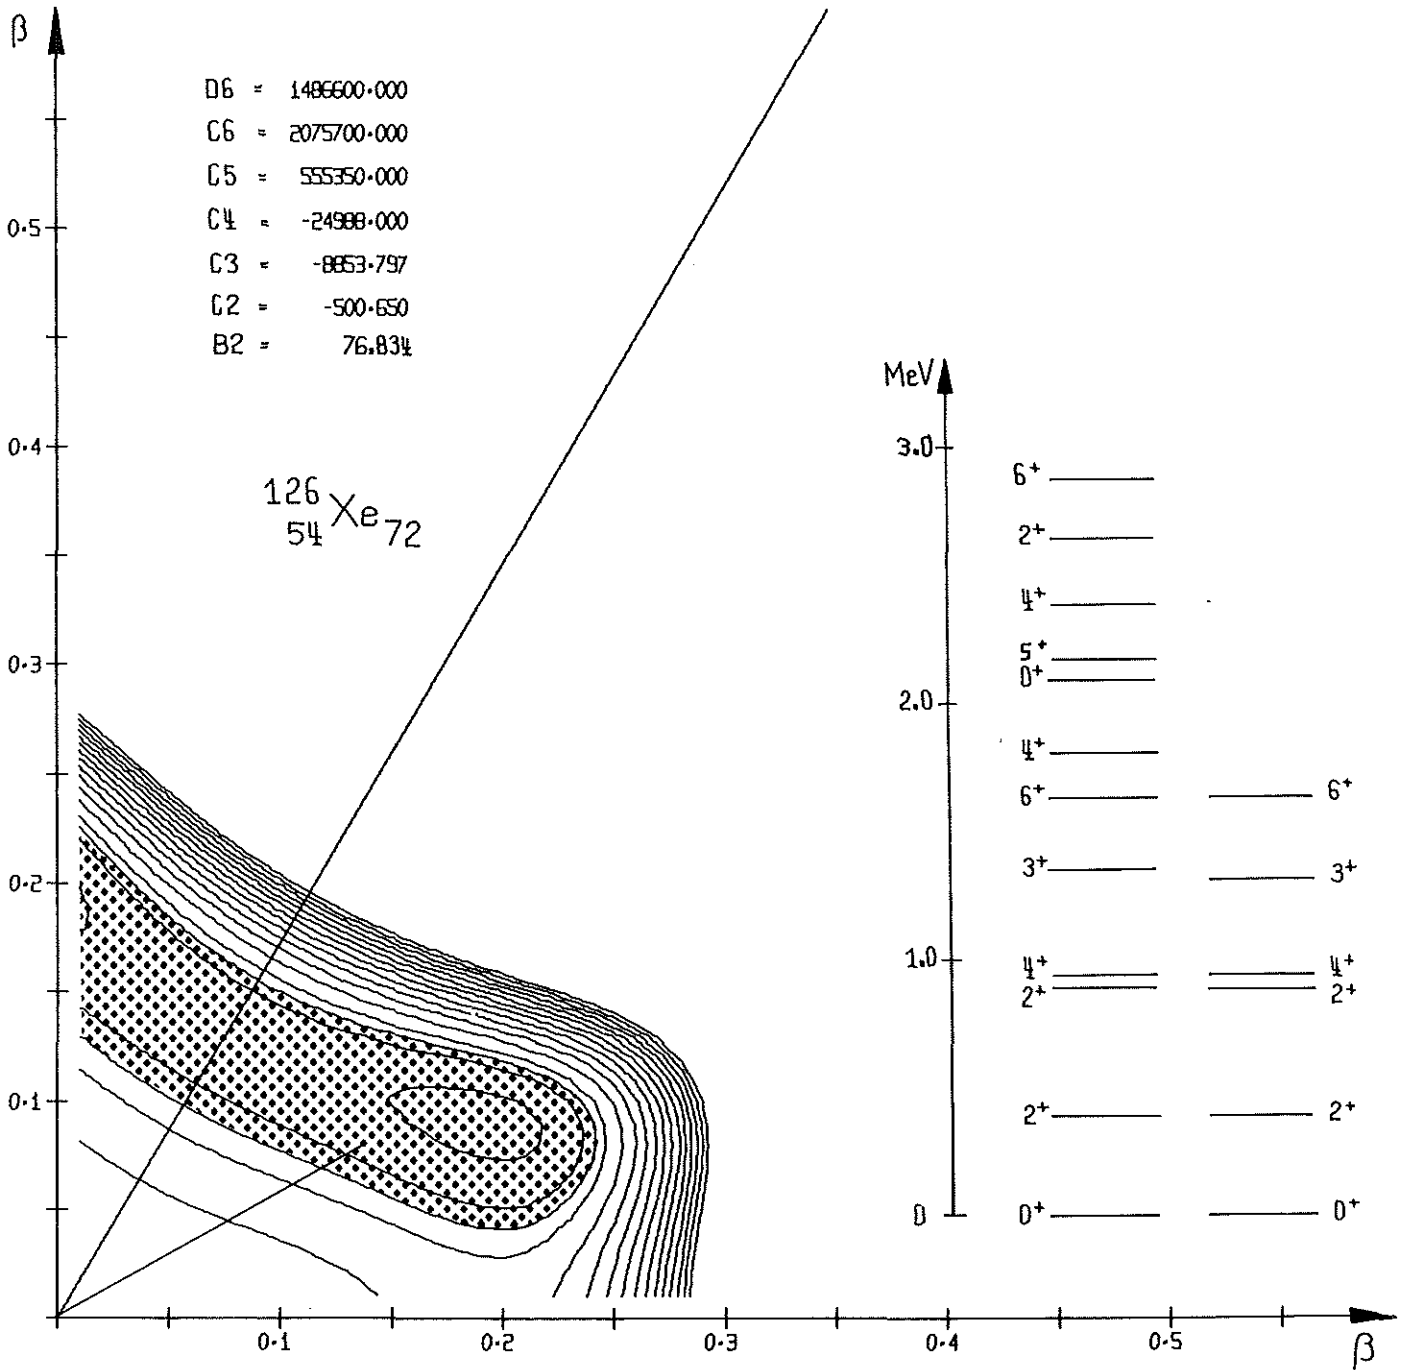 β
D6 = 1486600.000
C6 = 2075700.000
C5 = 555350.000
C4 = -24988.000
C3 = -8853.797
C2 = -500.650
B2 = 76.834
0.5
0.4
0.3
0.2
0.1
126
54 Xe 72
MeV
3.0
2.0
1.0
0
6+
2+
4+
5+
0+
4+
6+ 6+
3+ 3+
4+ 4+
2+ 2+
2+ 2+
0+ 0+
0.1 0.2 0.3 0.4 0.5
β